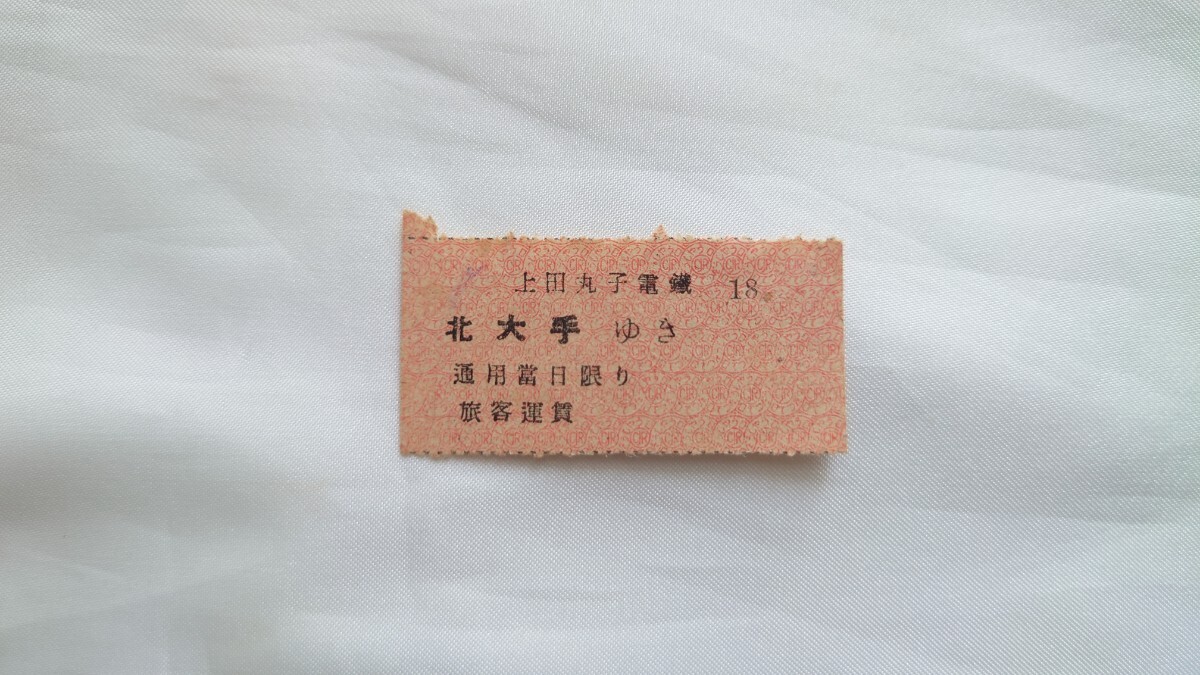 上田丸子電鐵 18
北大手 ゆき
通用當日限り
旅客運賃